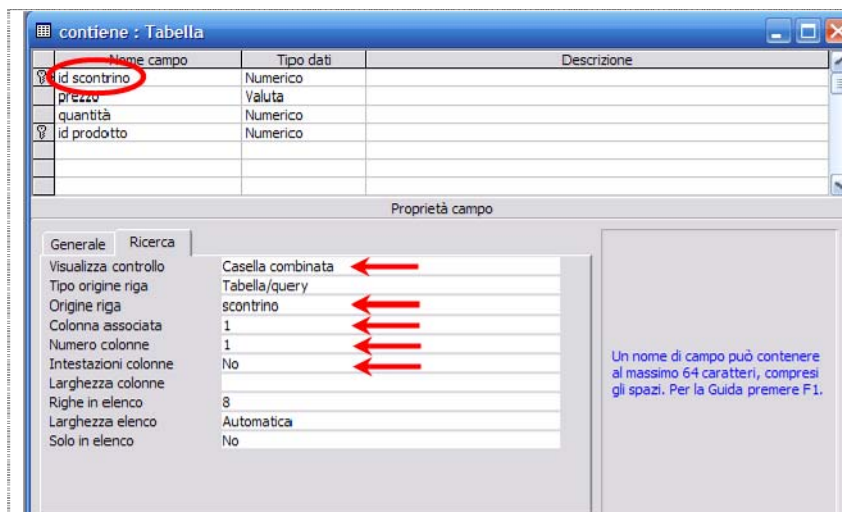 contiene : Tabella
Nome campo Tipo dati Descrizione
id scontrino Numerico
prezzo Valuta
quantità Numerico
id prodotto Numerico
Proprietà campo
Generale Ricerca
Visualizza controllo Casella combinata
Tipo origine riga Tabella/query
Origine riga scontrino
Colonna associata 1
Numero colonne 1
Intestazioni colonne No
Larghezza colonne
Righe in elenco 8
Larghezza elenco Automatica
Solo in elenco No
Un nome di campo può contenere
al massimo 64 caratteri, compresi
gli spazi. Per la Guida premere F1.